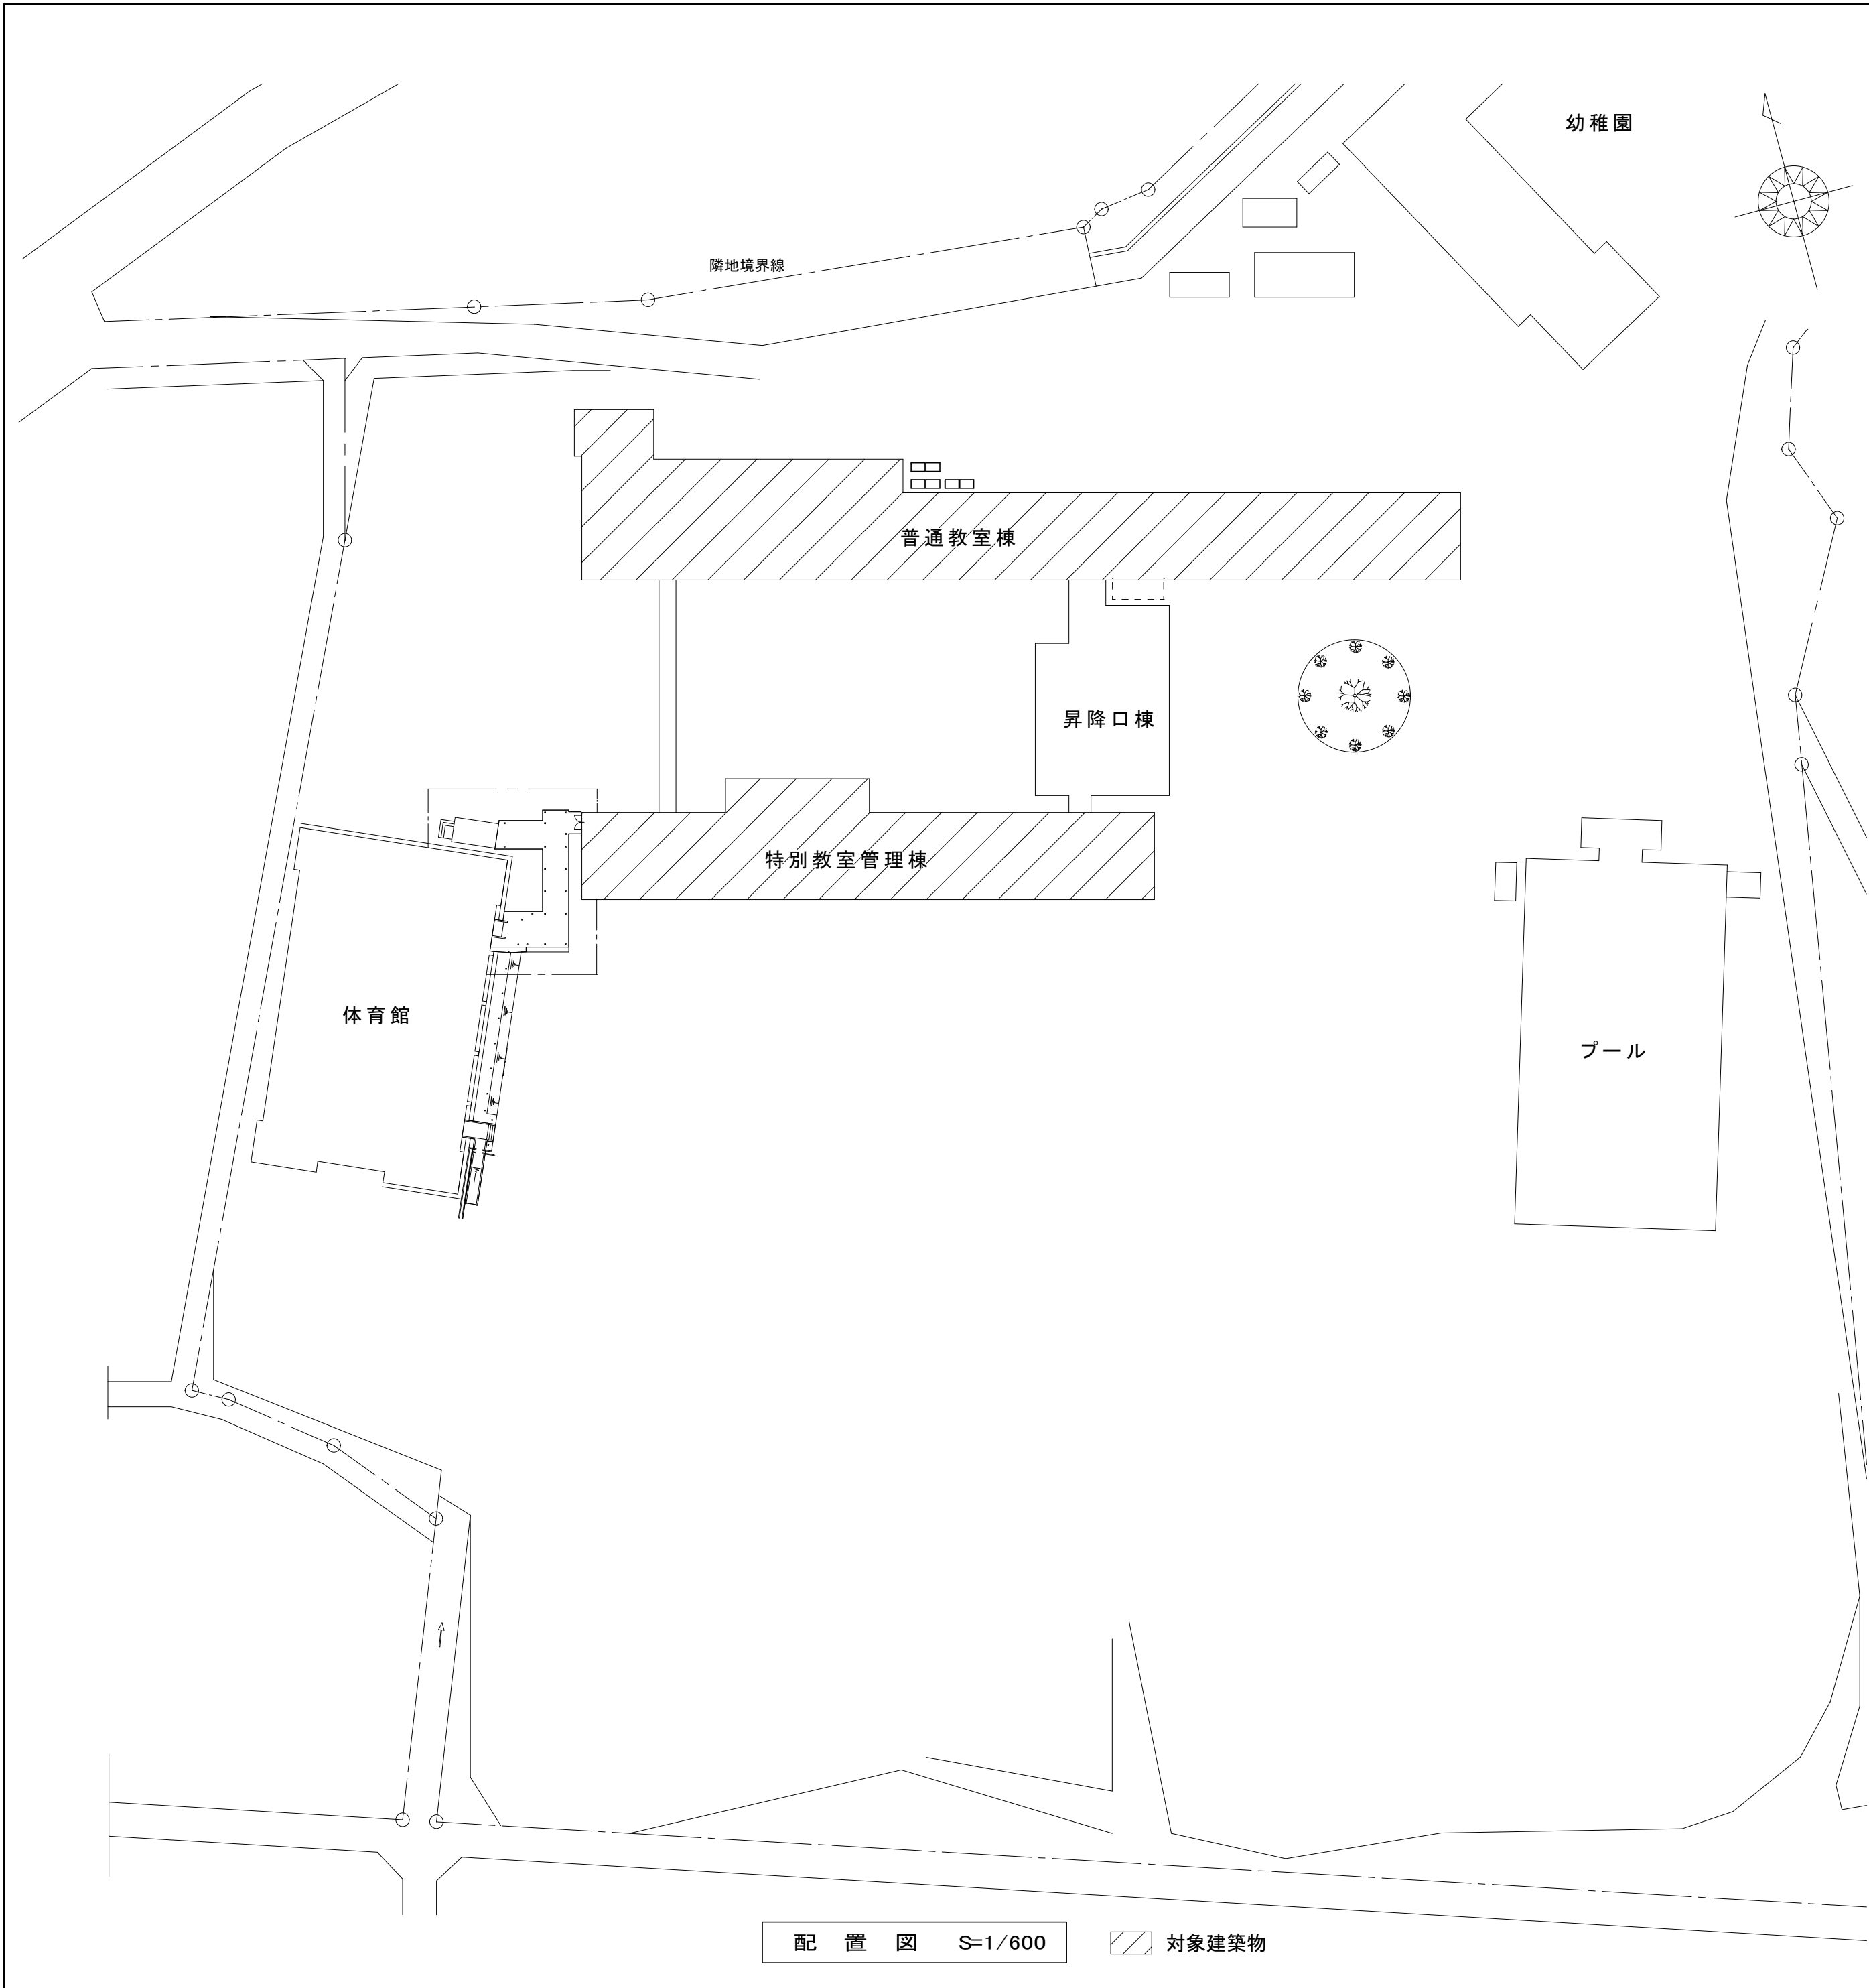 幼稚園
隣地境界線
普通教室棟
昇降口棟
特別教室管理棟
体育館
プール
配置図 S=1/600
対象建築物